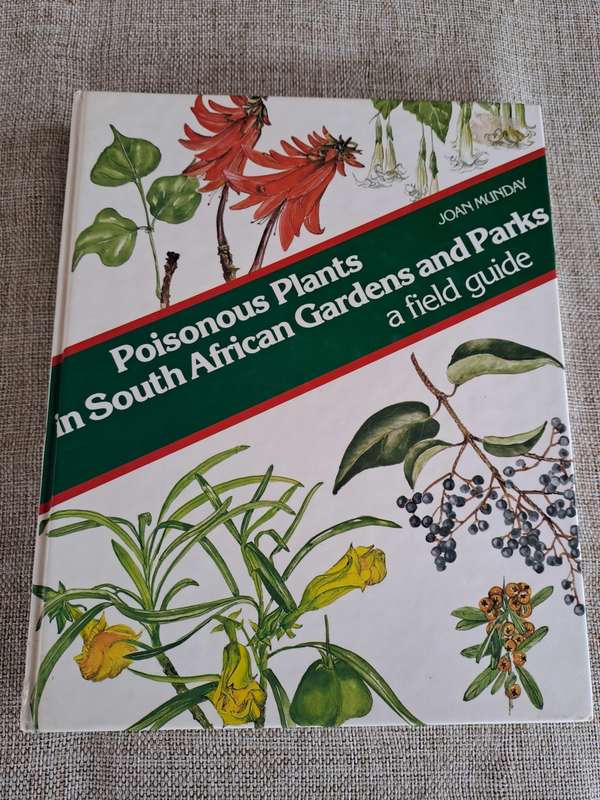 JOAN MUNDAY
Poisonous Plants
in South African Gardens and Parks
a field guide